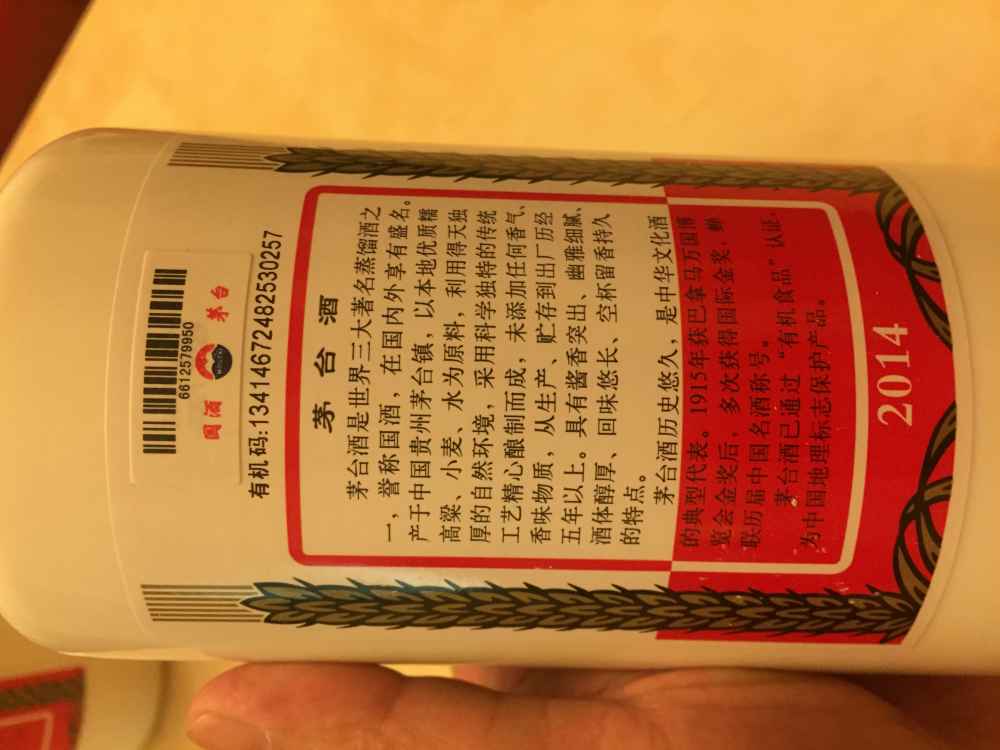 6612579950
国酒 茅台
有机码:13414672482530257
茅台酒
茅台酒是世界三大著名蒸馏酒之
一，誉称国酒，在国内外享有盛名。
产于中国贵州茅台镇，以本地优质糯
高粱、小麦、水为原料，利用得天独
厚的自然环境，采用科学独特的传统
工艺精心酿制而成，未添加任何香气、
香味物质，从生产、贮存到出厂历经
五年以上。具有酱香突出、幽雅细腻、
酒体醇厚、回味悠长、空杯留香持久
的特点。
茅台酒历史悠久，是中华文化酒
的典型代表。1915年获巴拿马万国博
览会金奖后，多次获得国际金奖，蝉
联历届中国名酒称号。
茅台酒已通过“有机食品”认证，
为中国地理标志保护产品。
2014